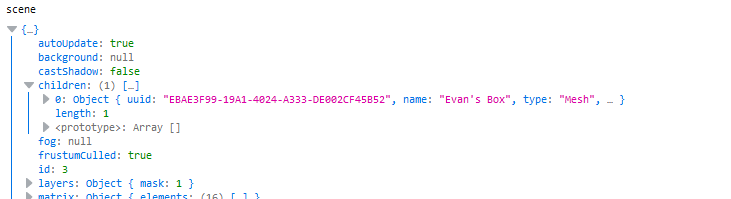 scene
{…}
autoUpdate: true
background: null
castShadow: false
children: (1) […]
0: Object { uuid: "EBAE3F99-19A1-4024-A333-DE002CF45B52", name: "Evan's Box", type: "Mesh", … }
length: 1
<prototype>: Array []
fog: null
frustumCulled: true
id: 3
layers: Object { mask: 1 }
matrix: Object { elements: (16) […] }